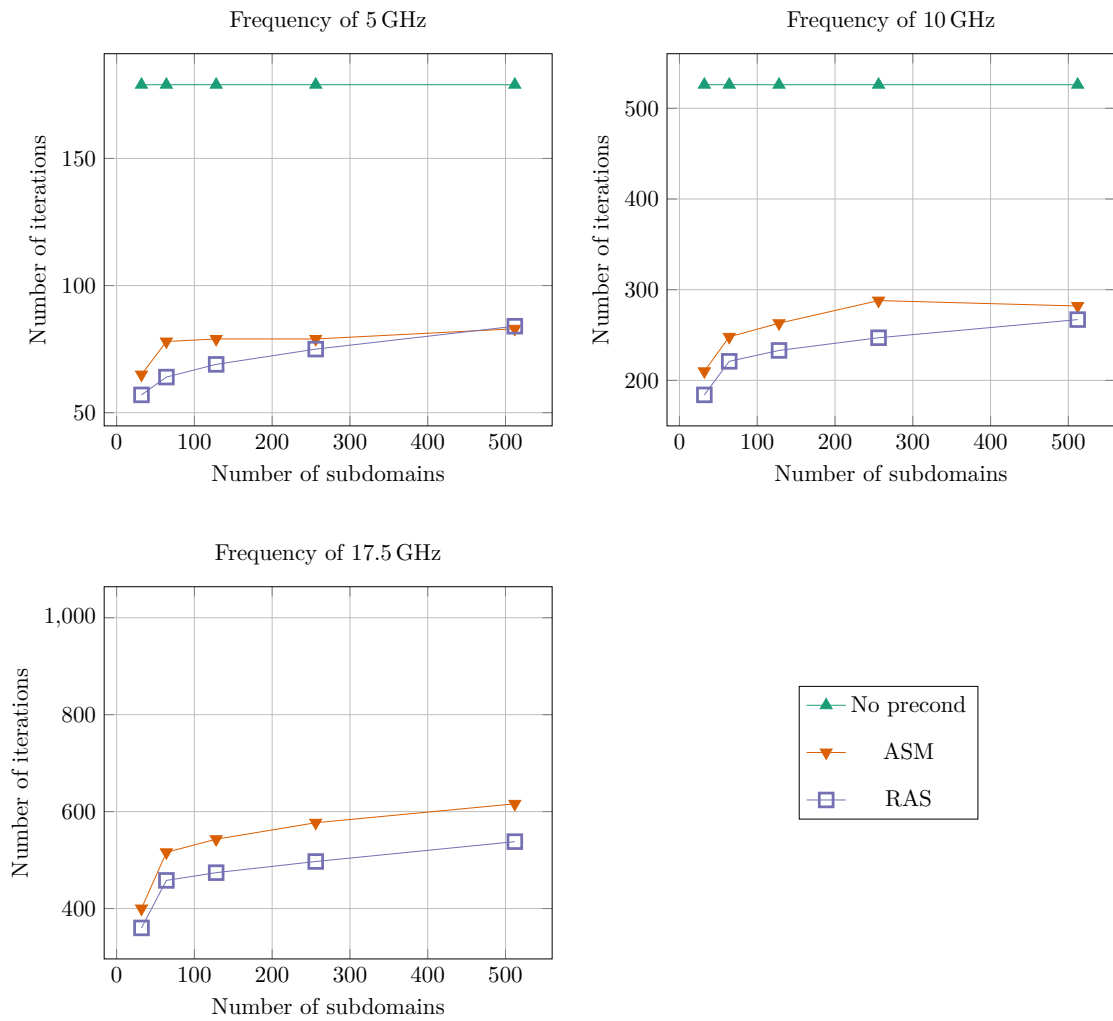 Frequency of 5 GHz
Number of iterations
150
100
50
0 100 200 300 400 500
Number of subdomains
Frequency of 10 GHz
Number of iterations
500
400
300
200
0 100 200 300 400 500
Number of subdomains
Frequency of 17.5 GHz
Number of iterations
1,000
800
600
400
0 100 200 300 400 500
Number of subdomains
No precond
ASM
RAS